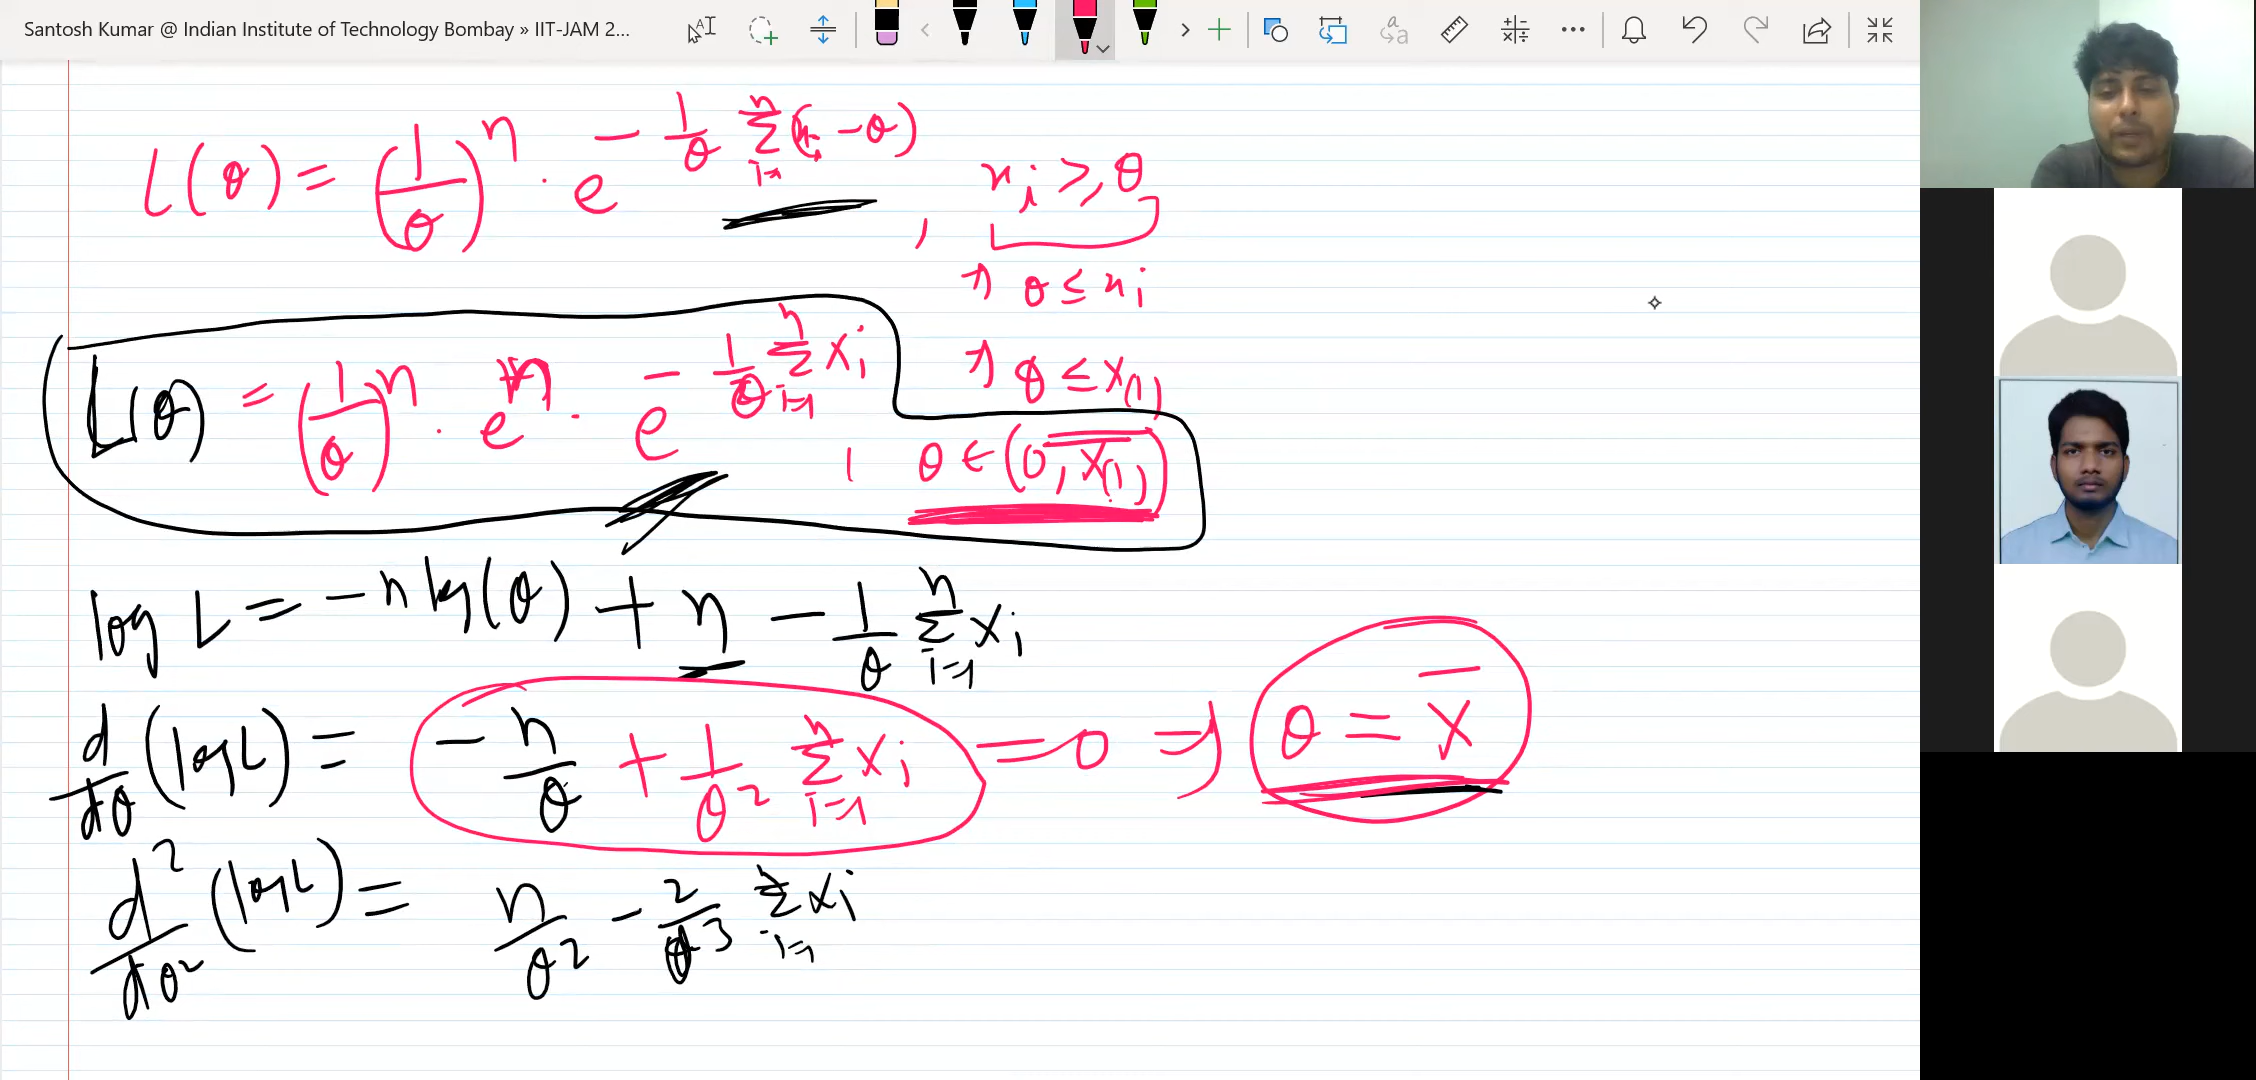 Santosh Kumar @ Indian Institute of Technology Bombay » IIT-JAM 2...
L(θ) = (1/θ)^n · e^{-1/θ Σ_{i=1}^n (x_i - θ)} , x_i ≥ θ
⇒ θ ≤ x_i
⇒ θ ≤ X_(1)
L(θ) = (1/θ)^n · e^n · e^{-1/θ Σ_{i=1}^n X_i} , θ ∈ (0, X_(1))
log L = -n log(θ) + n - 1/θ Σ_{i=1}^n X_i
d/dθ (log L) = -n/θ + 1/θ² Σ_{i=1}^n X_i = 0 ⇒ θ = X̄
d²/dθ² (log L) = n/θ² - 2/θ³ Σ_{i=1}^n X_i